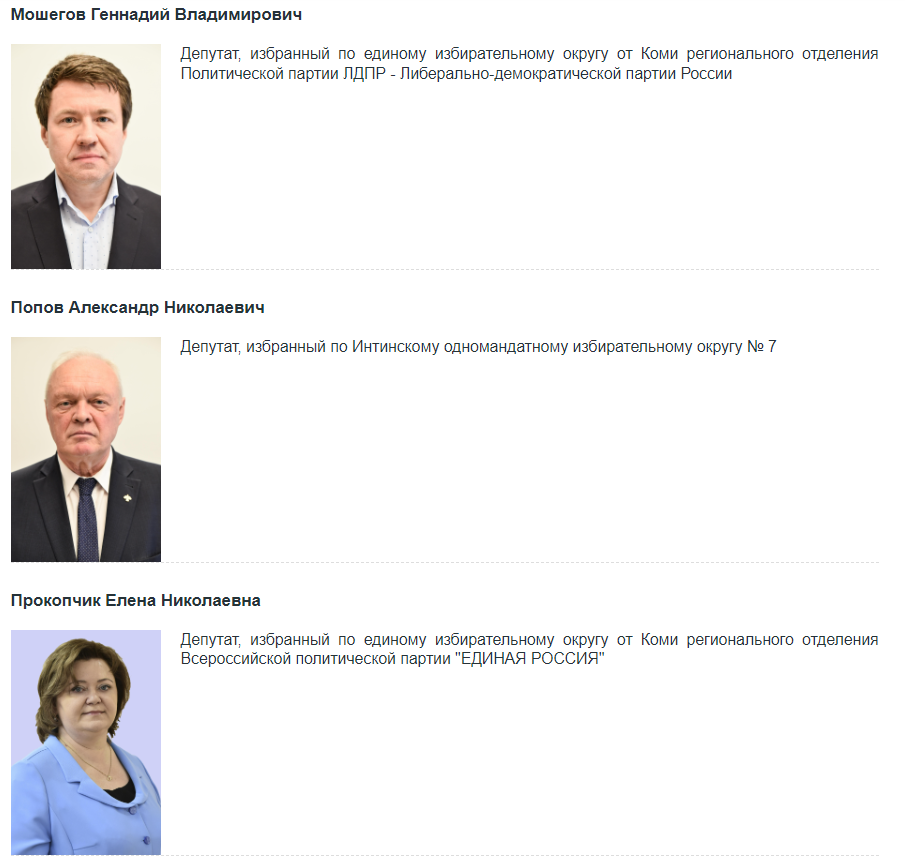 Мошегов Геннадий Владимирович
Депутат, избранный по единому избирательному округу от Коми регионального отделения
Политической партии ЛДПР - Либерально-демократической партии России
Попов Александр Николаевич
Депутат, избранный по Интинскому одномандатному избирательному округу № 7
Прокопчик Елена Николаевна
Депутат, избранный по единому избирательному округу от Коми регионального отделения
Всероссийской политической партии "ЕДИНАЯ РОССИЯ"